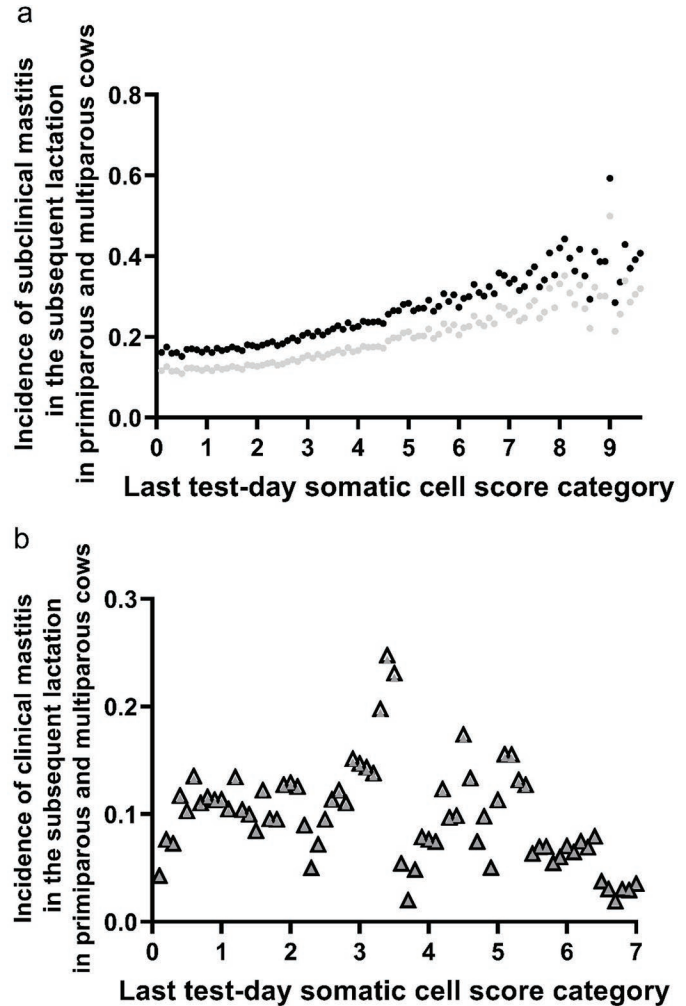 a
Incidence of subclinical mastitis
in the subsequent lactation
in primiparous and multiparous cows
0.8
0.6
0.4
0.2
0.0
0 1 2 3 4 5 6 7 8 9
Last test-day somatic cell score category
b
Incidence of clinical mastitis
in the subsequent lactation
in primiparous and multiparous cows
0.3
0.2
0.1
0.0
0 1 2 3 4 5 6 7
Last test-day somatic cell score category